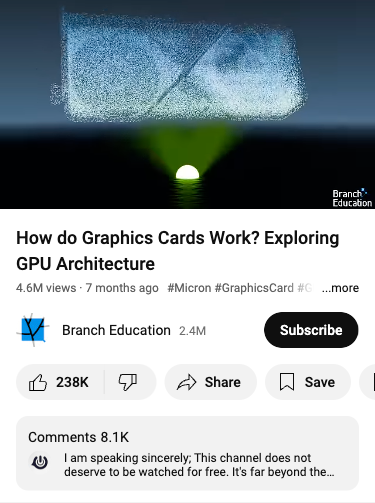 Branch
Education
How do Graphics Cards Work? Exploring
GPU Architecture
4.6M views · 7 months ago #Micron #GraphicsCard #G ...more
Branch Education 2.4M
Subscribe
238K
Share
Save
Comments 8.1K
I am speaking sincerely; This channel does not
deserve to be watched for free. It's far beyond the...